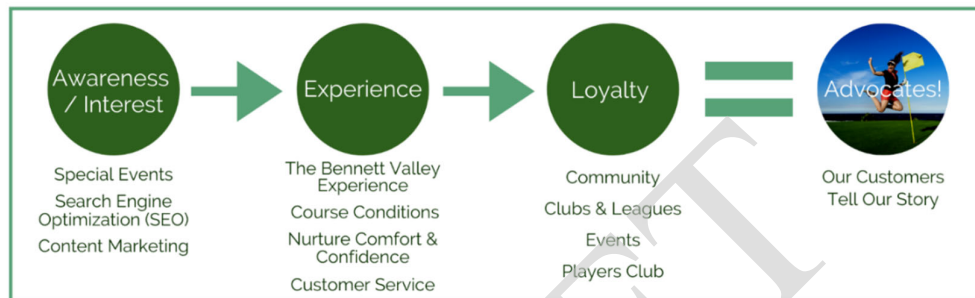 Awareness
/ Interest
Special Events
Search Engine
Optimization (SEO)
Content Marketing
Experience
The Bennett Valley
Experience
Course Conditions
Nurture Comfort &
Confidence
Customer Service
Loyalty
Community
Clubs & Leagues
Events
Players Club
Advocates!
Our Customers
Tell Our Story